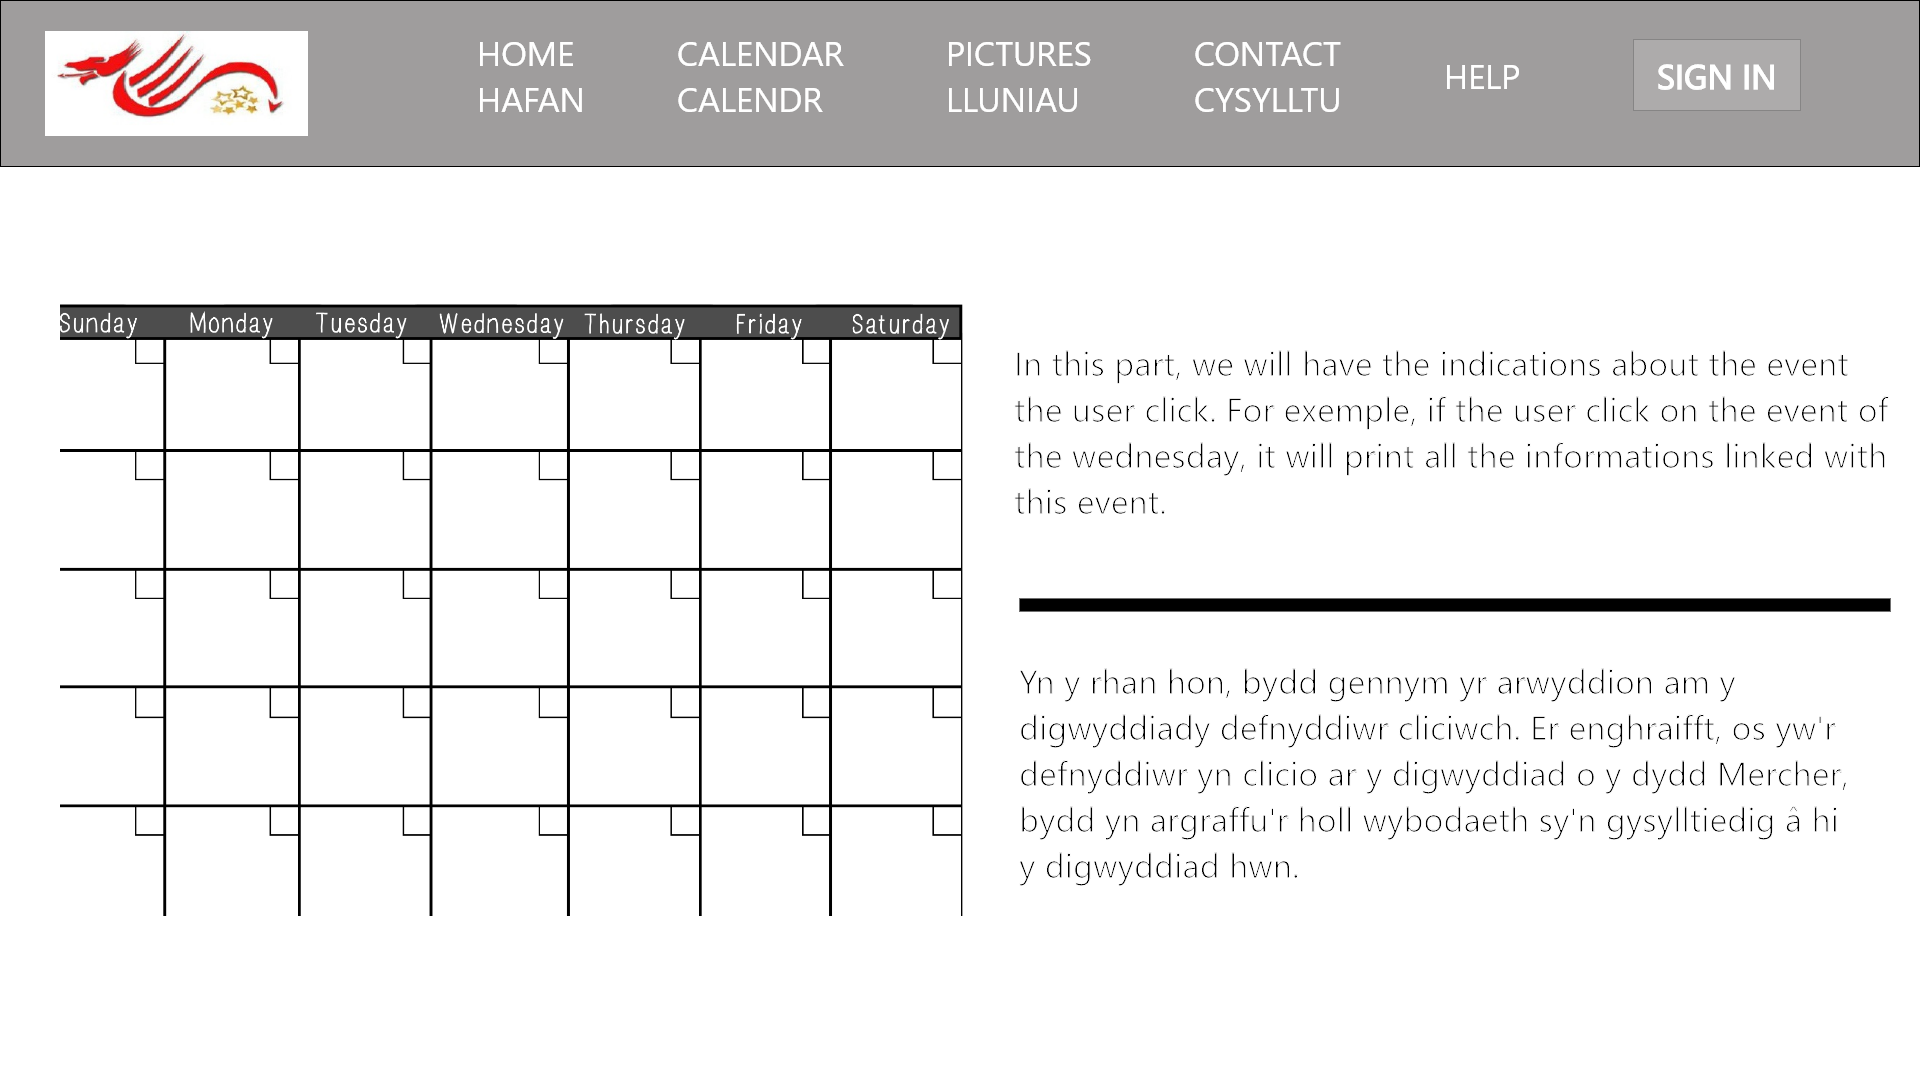 HOME
HAFAN
CALENDAR
CALENDR
PICTURES
LLUNIAU
CONTACT
CYSYLLTU
HELP
SIGN IN
Sunday Monday Tuesday Wednesday Thursday Friday Saturday
In this part, we will have the indications about the event
the user click. For exemple, if the user click on the event of
the wednesday, it will print all the informations linked with
this event.
Yn y rhan hon, bydd gennym yr arwyddion am y
digwyddiady defnyddiwr cliciwch. Er enghraifft, os yw'r
defnyddiwr yn clicio ar y digwyddiad o y dydd Mercher,
bydd yn argraffu'r holl wybodaeth sy'n gysylltiedig â hi
y digwyddiad hwn.